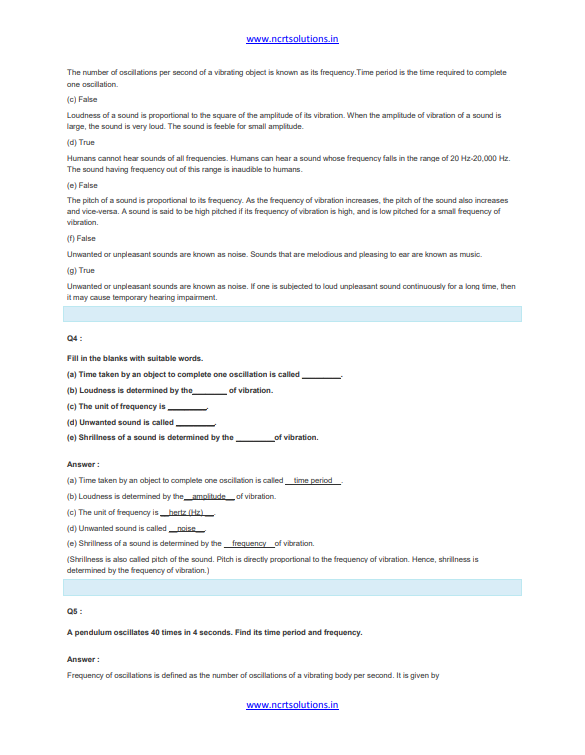 www.ncrtsolutions.in
The number of oscillations per second of a vibrating object is known as its frequency.Time period is the time required to complete
one oscillation.
(c) False
Loudness of a sound is proportional to the square of the amplitude of its vibration. When the amplitude of vibration of a sound is
large, the sound is very loud. The sound is feeble for small amplitude.
(d) True
Humans cannot hear sounds of all frequencies. Humans can hear a sound whose frequency falls in the range of 20 Hz-20,000 Hz.
The sound having frequency out of this range is inaudible to humans.
(e) False
The pitch of a sound is proportional to its frequency. As the frequency of vibration increases, the pitch of the sound also increases
and vice-versa. A sound is said to be high pitched if its frequency of vibration is high, and is low pitched for a small frequency of
vibration.
(f) False
Unwanted or unpleasant sounds are known as noise. Sounds that are melodious and pleasing to ear are known as music.
(g) True
Unwanted or unpleasant sounds are known as noise. If one is subjected to loud unpleasant sound continuously for a long time, then
it may cause temporary hearing impairment.
Q4 :
Fill in the blanks with suitable words.
(a) Time taken by an object to complete one oscillation is called _________.
(b) Loudness is determined by the________ of vibration.
(c) The unit of frequency is _________.
(d) Unwanted sound is called _________.
(e) Shrillness of a sound is determined by the _________of vibration.
Answer :
(a) Time taken by an object to complete one oscillation is called __time period__.
(b) Loudness is determined by the__amplitude__ of vibration.
(c) The unit of frequency is __hertz (Hz)__.
(d) Unwanted sound is called __noise__.
(e) Shrillness of a sound is determined by the __frequency__of vibration.
(Shrillness is also called pitch of the sound. Pitch is directly proportional to the frequency of vibration. Hence, shrillness is
determined by the frequency of vibration.)
Q5 :
A pendulum oscillates 40 times in 4 seconds. Find its time period and frequency.
Answer :
Frequency of oscillations is defined as the number of oscillations of a vibrating body per second. It is given by
www.ncrtsolutions.in